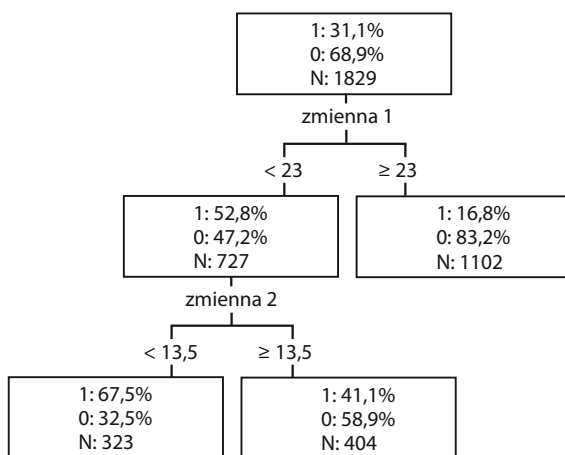 1: 31,1%
0: 68,9%
N: 1829
zmienna 1
< 23
≥ 23
1: 52,8%
0: 47,2%
N: 727
1: 16,8%
0: 83,2%
N: 1102
zmienna 2
< 13,5
≥ 13,5
1: 67,5%
0: 32,5%
N: 323
1: 41,1%
0: 58,9%
N: 404